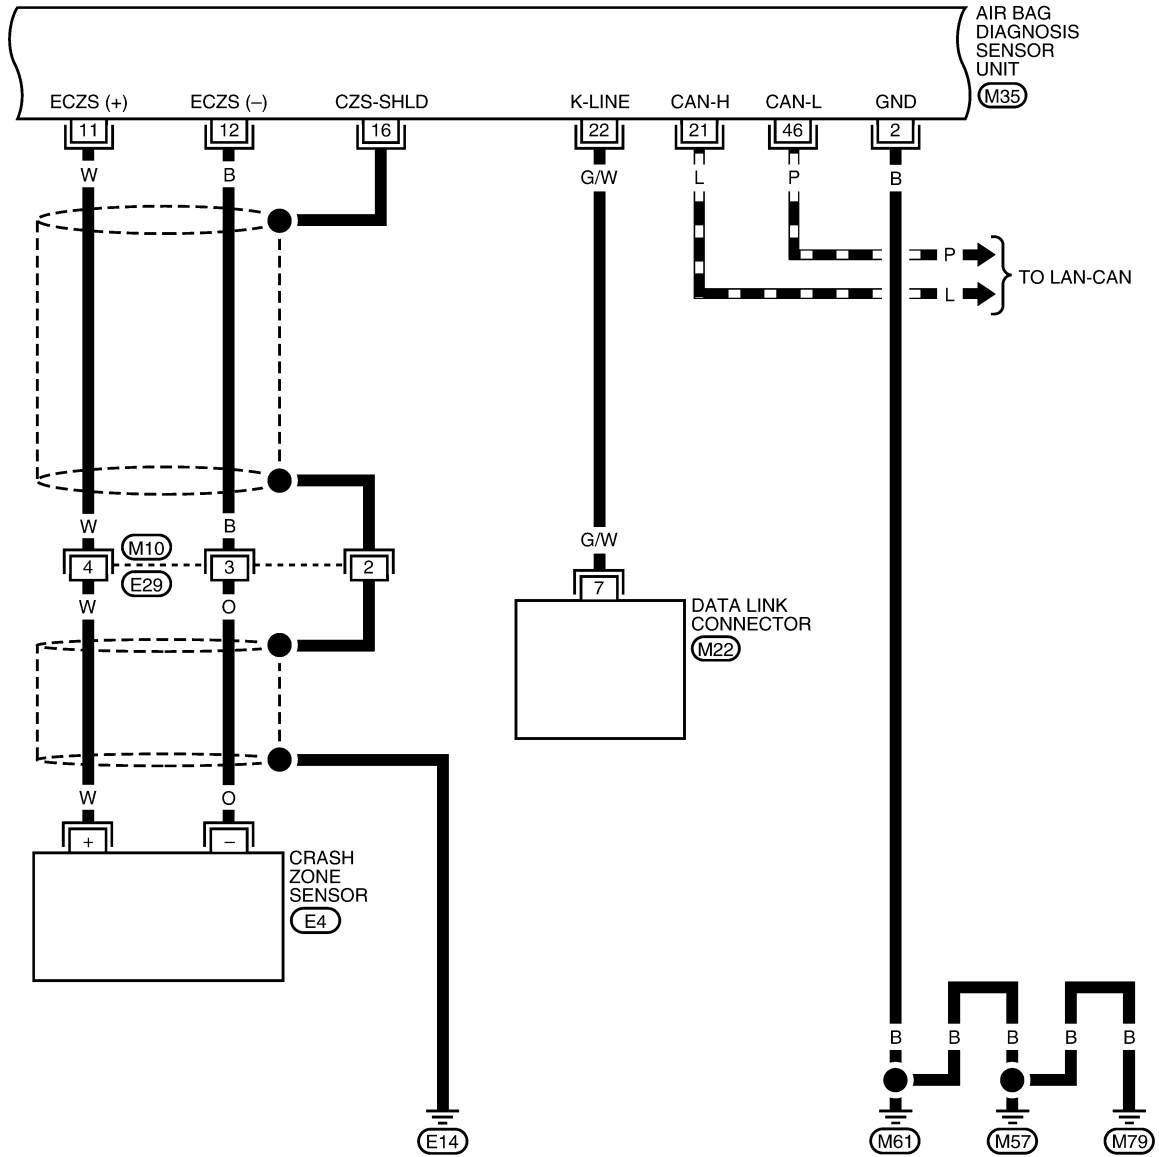 AIR BAG
DIAGNOSIS
SENSOR
UNIT
M35
ECZS (+) ECZS (–) CZS-SHLD K-LINE CAN-H CAN-L GND
11 12 16 22 21 46 2
W B G/W L P B
P
TO LAN-CAN
L
W B G/W
M10
4 3 2
E29
7
W O
DATA LINK
CONNECTOR
M22
W O
+ –
CRASH
ZONE
SENSOR
E4
B B B B B
E14 M61 M57 M79